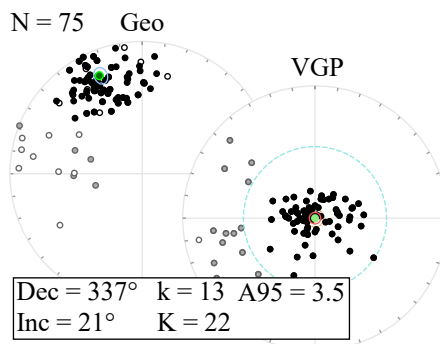 N = 75
Geo
VGP
Dec = 337° k = 13 A95 = 3.5
Inc = 21° K = 22